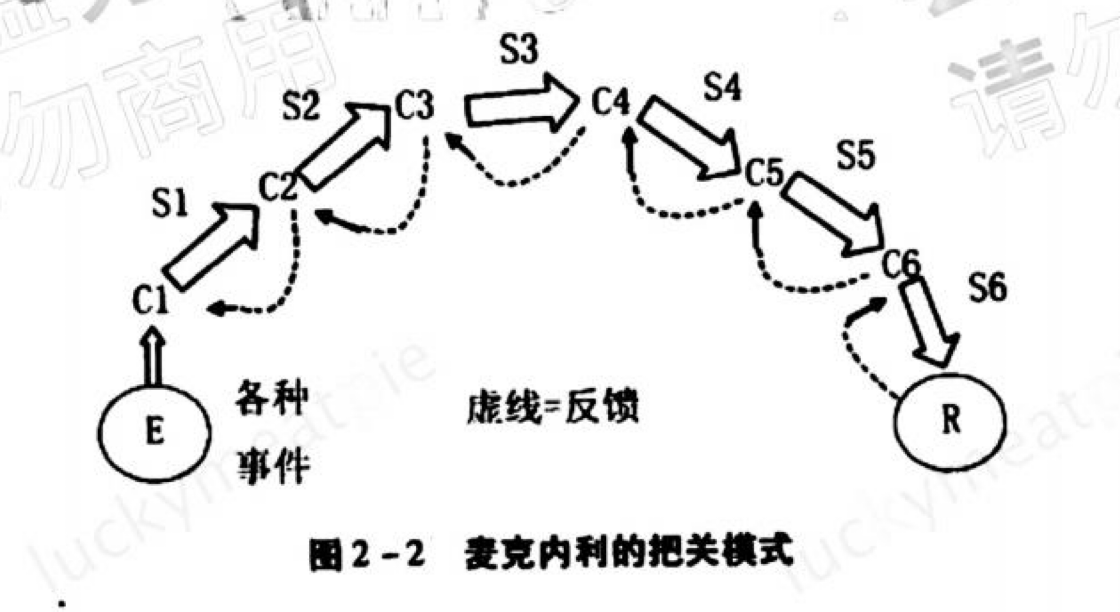 勿商用
请勿
S3
S2
C3
C4
S4
S1
C2
C5
S5
C1
C6
S6
E
各种
事件
虚线=反馈
R
luckymeatpie
luckymeatpie
图2-2 麦克内利的把关模式